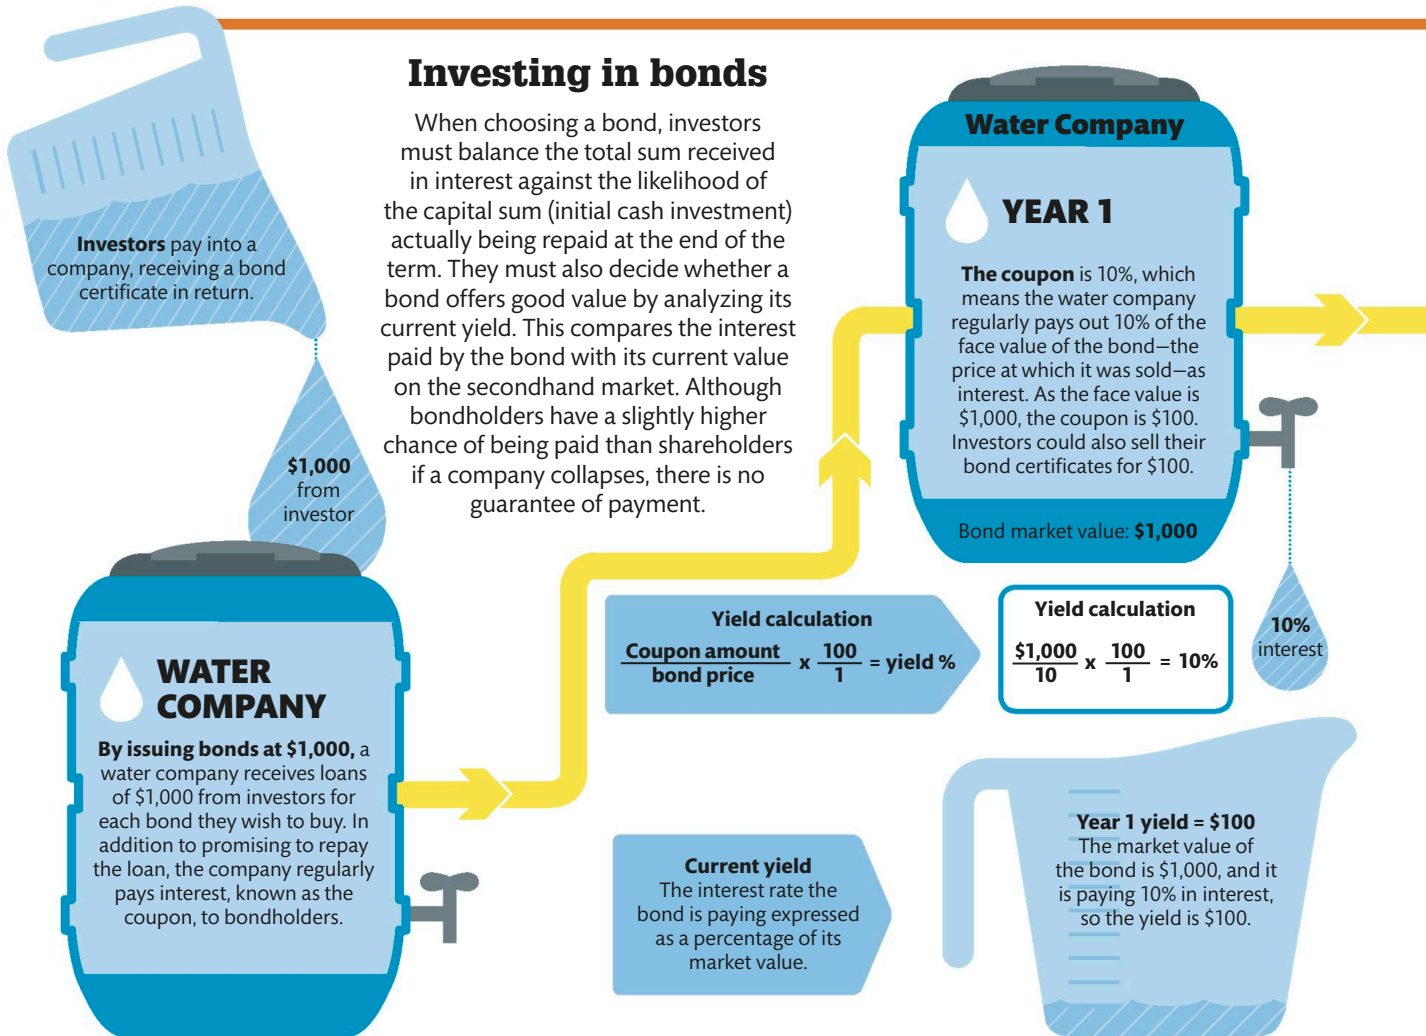 Investing in bonds
When choosing a bond, investors
must balance the total sum received
in interest against the likelihood of
the capital sum (initial cash investment)
actually being repaid at the end of the
term. They must also decide whether a
bond offers good value by analyzing its
current yield. This compares the interest
paid by the bond with its current value
on the secondhand market. Although
bondholders have a slightly higher
chance of being paid than shareholders
if a company collapses, there is no
guarantee of payment.
Investors pay into a
company, receiving a bond
certificate in return.
$1,000
from
investor
WATER
COMPANY
By issuing bonds at $1,000, a
water company receives loans
of $1,000 from investors for
each bond they wish to buy. In
addition to promising to repay
the loan, the company regularly
pays interest, known as the
coupon, to bondholders.
Water Company
YEAR 1
The coupon is 10%, which
means the water company
regularly pays out 10% of the
face value of the bond—the
price at which it was sold—as
interest. As the face value is
$1,000, the coupon is $100.
Investors could also sell their
bond certificates for $100.
Bond market value: $1,000
10%
interest
Yield calculation
Coupon amount x 100 = yield %
bond price 1
Yield calculation
$1,000 x 100 = 10%
10 1
Current yield
The interest rate the
bond is paying expressed
as a percentage of its
market value.
Year 1 yield = $100
The market value of
the bond is $1,000, and it
is paying 10% in interest,
so the yield is $100.